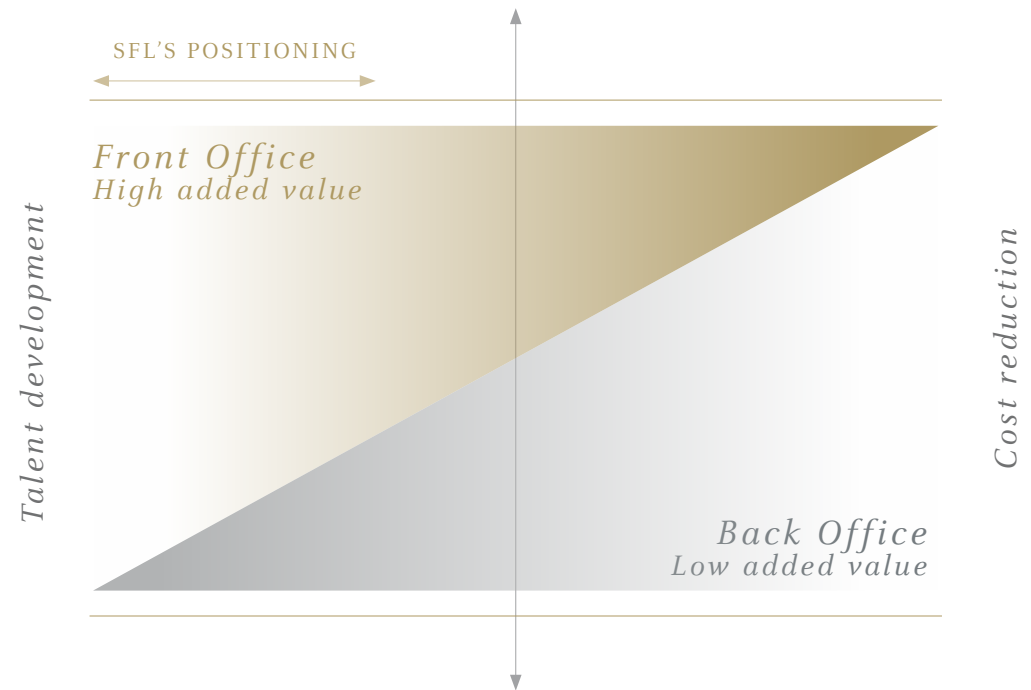 SFL’S POSITIONING
Front Office
High added value
Talent development
Cost reduction
Back Office
Low added value